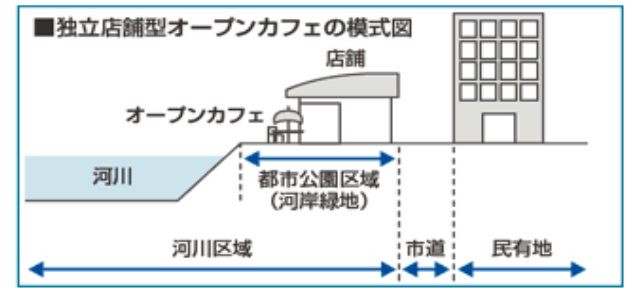 ■独立店舗型オープンカフェの模式図
店舗
オープンカフェ
河川
都市公園区域
(河岸緑地)
河川区域
市道
民有地